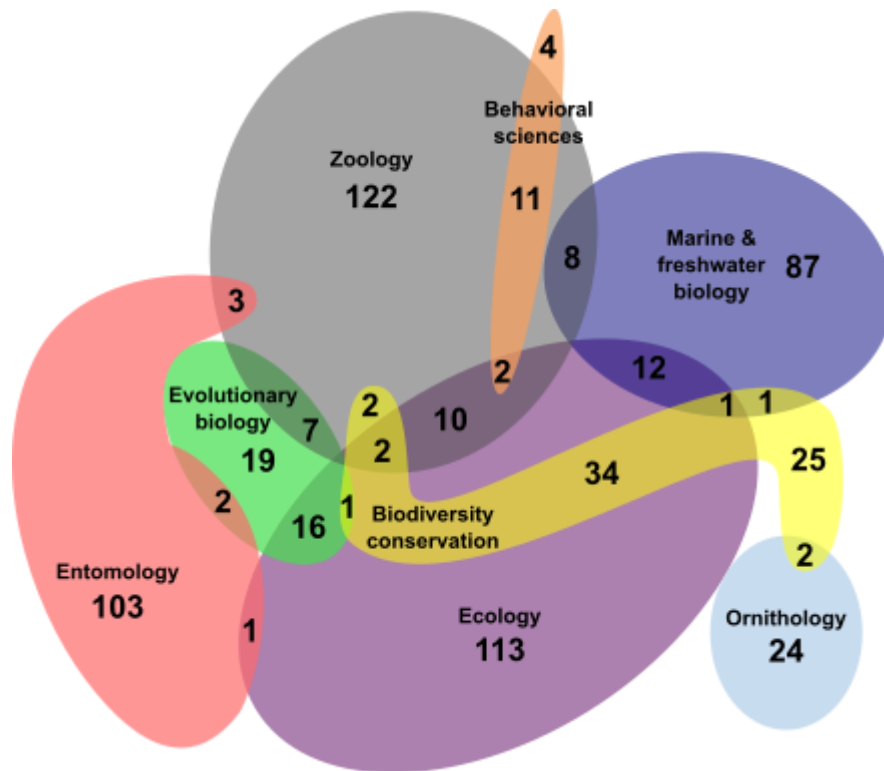 4
Behavioral
sciences
Zoology
122
11
8
Marine &
freshwater
biology
87
3
2
12
Evolutionary
biology
19
7
2
2
10
1
1
34
25
2
16
1
Biodiversity
conservation
2
Entomology
103
1
Ecology
113
Ornithology
24